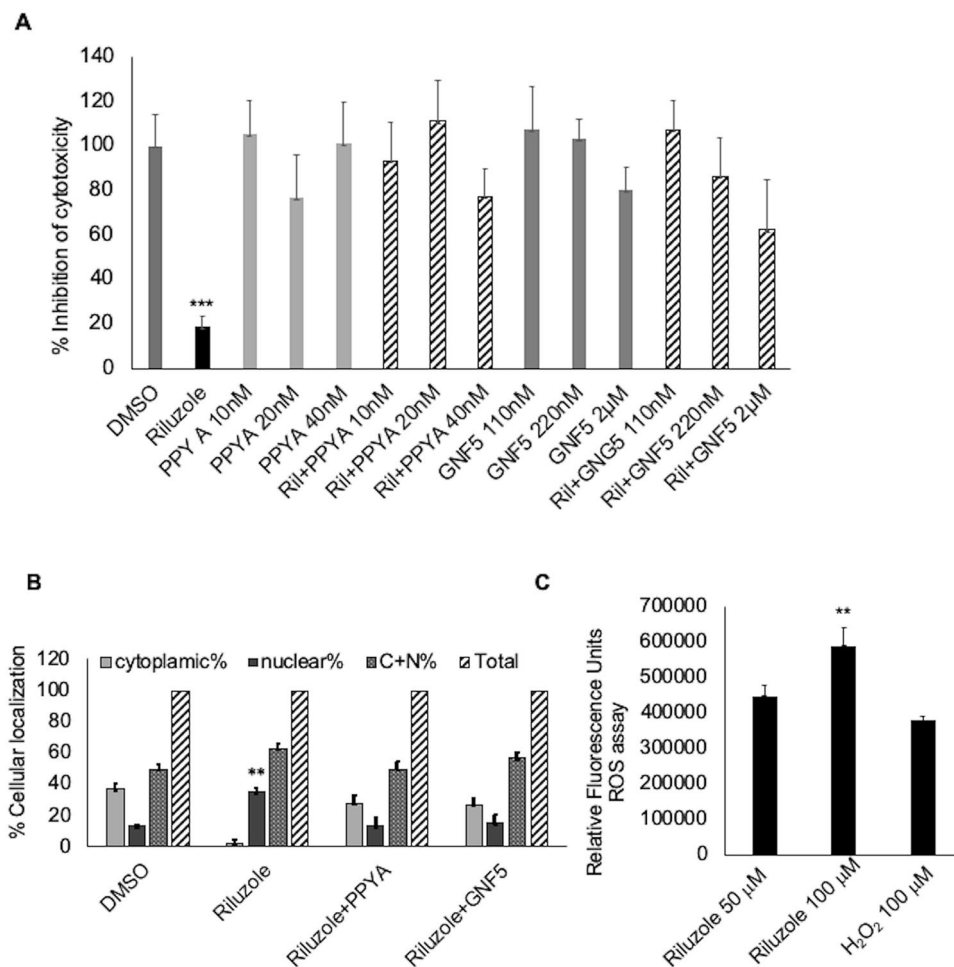 A
% Inhibition of cytotoxicity
140
120
100
80
60
40
20
0
***
DMSO
Riluzole
PPY A 10nM
PPYA 20nM
PPYA 40nM
Ril+PPYA 10nM
Ril+PPYA 20nM
Ril+PPYA 40nM
GNF5 110nM
GNF5 220nM
GNF5 2µM
Ril+GNG5 110nM
Ril+GNF5 220nM
Ril+GNF5 2µM
B
% Cellular localization
cytoplamic% nuclear% C+N% Total
120
100
80
60
40
20
0
**
DMSO
Riluzole
Riluzole+PPYA
Riluzole+GNF5
C
Relative Fluorescence Units
ROS assay
700000
600000
500000
400000
300000
200000
100000
0
**
Riluzole 50 µM
Riluzole 100 µM
H₂O₂ 100 µM